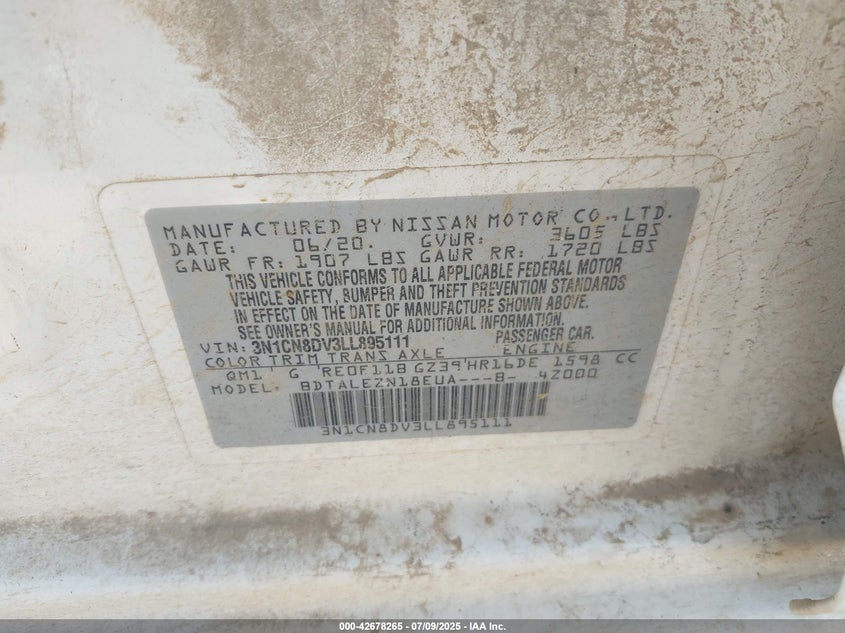 MANUFACTURED BY NISSAN MOTOR CO., LTD.
DATE: 06/20. GVWR: 3605 LBS
GAWR FR: 1907 LBS GAWR RR: 1720 LBS
THIS VEHICLE CONFORMS TO ALL APPLICABLE FEDERAL MOTOR
VEHICLE SAFETY, BUMPER AND THEFT PREVENTION STANDARDS
IN EFFECT ON THE DATE OF MANUFACTURE SHOWN ABOVE.
SEE OWNER'S MANUAL FOR ADDITIONAL INFORMATION.
VIN: 3N1CN8DV3LL895111 PASSENGER CAR.
COLOR TRIM TRANS AXLE ENGINE
QM1 G RE0F11B GZ39 HR16DE 1598 CC
MODEL: BDTALEZN18EUA---B- 4Z000
3N1CN8DV3LL895111
000-42678265 | 07/09/2025 - IAA Inc.